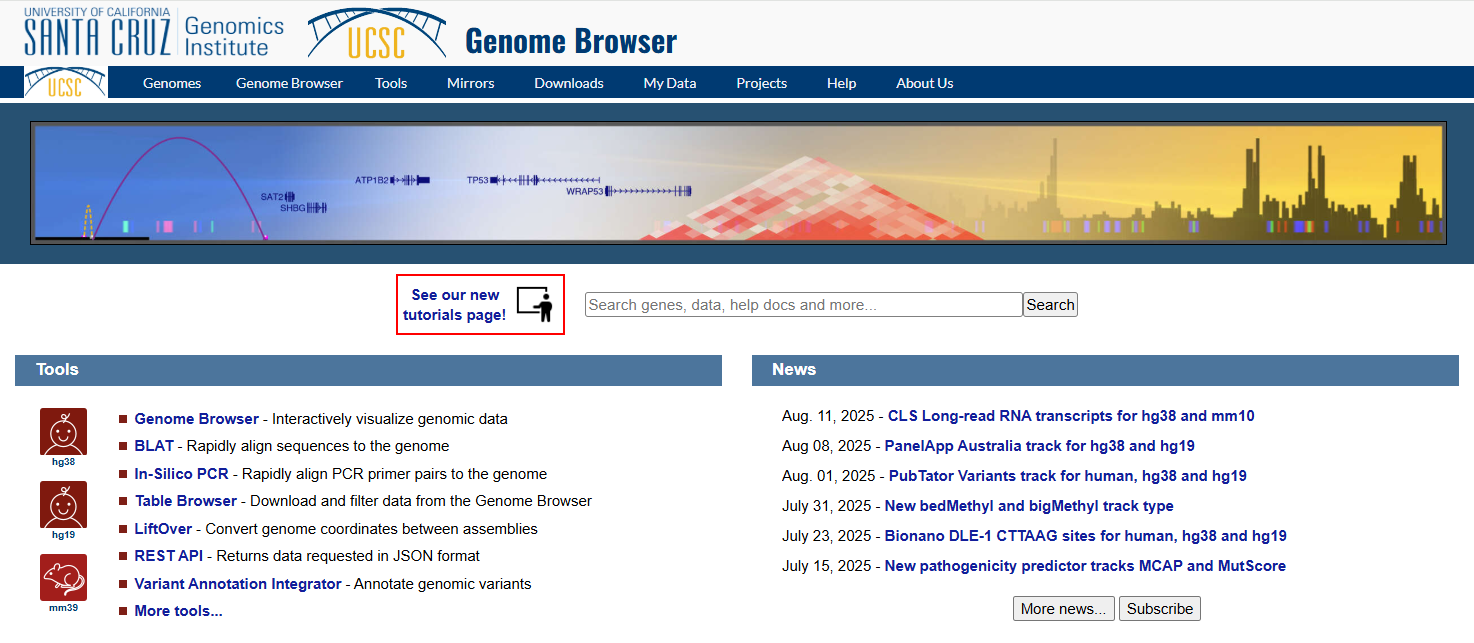 UNIVERSITY OF CALIFORNIA
SANTA CRUZ
Genomics
Institute
UCSC
Genome Browser
UCSC
Genomes Genome Browser Tools Mirrors Downloads My Data Projects Help About Us
ATP1B2
TP53
WRAP53
SAT2
SHBG
See our new
tutorials page!
Search genes, data, help docs and more... Search
Tools
hg38
hg19
mm39
Genome Browser - Interactively visualize genomic data
BLAT - Rapidly align sequences to the genome
In-Silico PCR - Rapidly align PCR primer pairs to the genome
Table Browser - Download and filter data from the Genome Browser
LiftOver - Convert genome coordinates between assemblies
REST API - Returns data requested in JSON format
Variant Annotation Integrator - Annotate genomic variants
More tools...
News
Aug. 11, 2025 - CLS Long-read RNA transcripts for hg38 and mm10
Aug 08, 2025 - PanelApp Australia track for hg38 and hg19
Aug. 01, 2025 - PubTator Variants track for human, hg38 and hg19
July 31, 2025 - New bedMethyl and bigMethyl track type
July 23, 2025 - Bionano DLE-1 CTTAAG sites for human, hg38 and hg19
July 15, 2025 - New pathogenicity predictor tracks MCAP and MutScore
More news... Subscribe